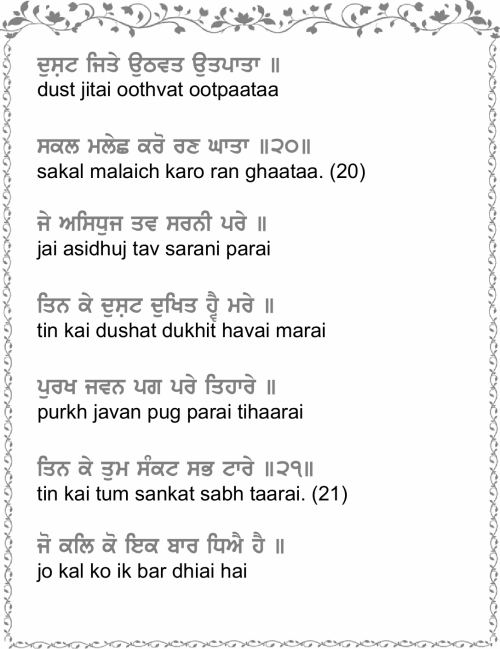 ਦੁਸ਼ਟ ਜਿਤੇ ਉਠਵਤ ਉਤਪਾਤਾ ॥
dust jitai oothvat ootpaataa
ਸਕਲ ਮਲੇਛ ਕਰੋ ਰਣ ਘਾਤਾ ॥੨੦॥
sakal malaich karo ran ghaataa. (20)
ਜੇ ਅਸਿਧੁਜ ਤਵ ਸਰਨੀ ਪਰੇ ॥
jai asidhuj tav sarani parai
ਤਿਨ ਕੇ ਦੁਸ਼ਟ ਦੁਖਿਤ ਹ੍ਵੈ ਮਰੇ ॥
tin kai dushat dukhit havai marai
ਪੁਰਖ ਜਵਨ ਪਗ ਪਰੇ ਤਿਹਾਰੇ ॥
purkh javan pug parai tihaarai
ਤਿਨ ਕੇ ਤੁਮ ਸੰਕਟ ਸਭ ਟਾਰੇ ॥੨੧॥
tin kai tum sankat sabh taarai. (21)
ਜੋ ਕਲਿ ਕੋ ਇਕ ਬਾਰ ਧਿਐ ਹੈ ॥
jo kal ko ik bar dhiai hai